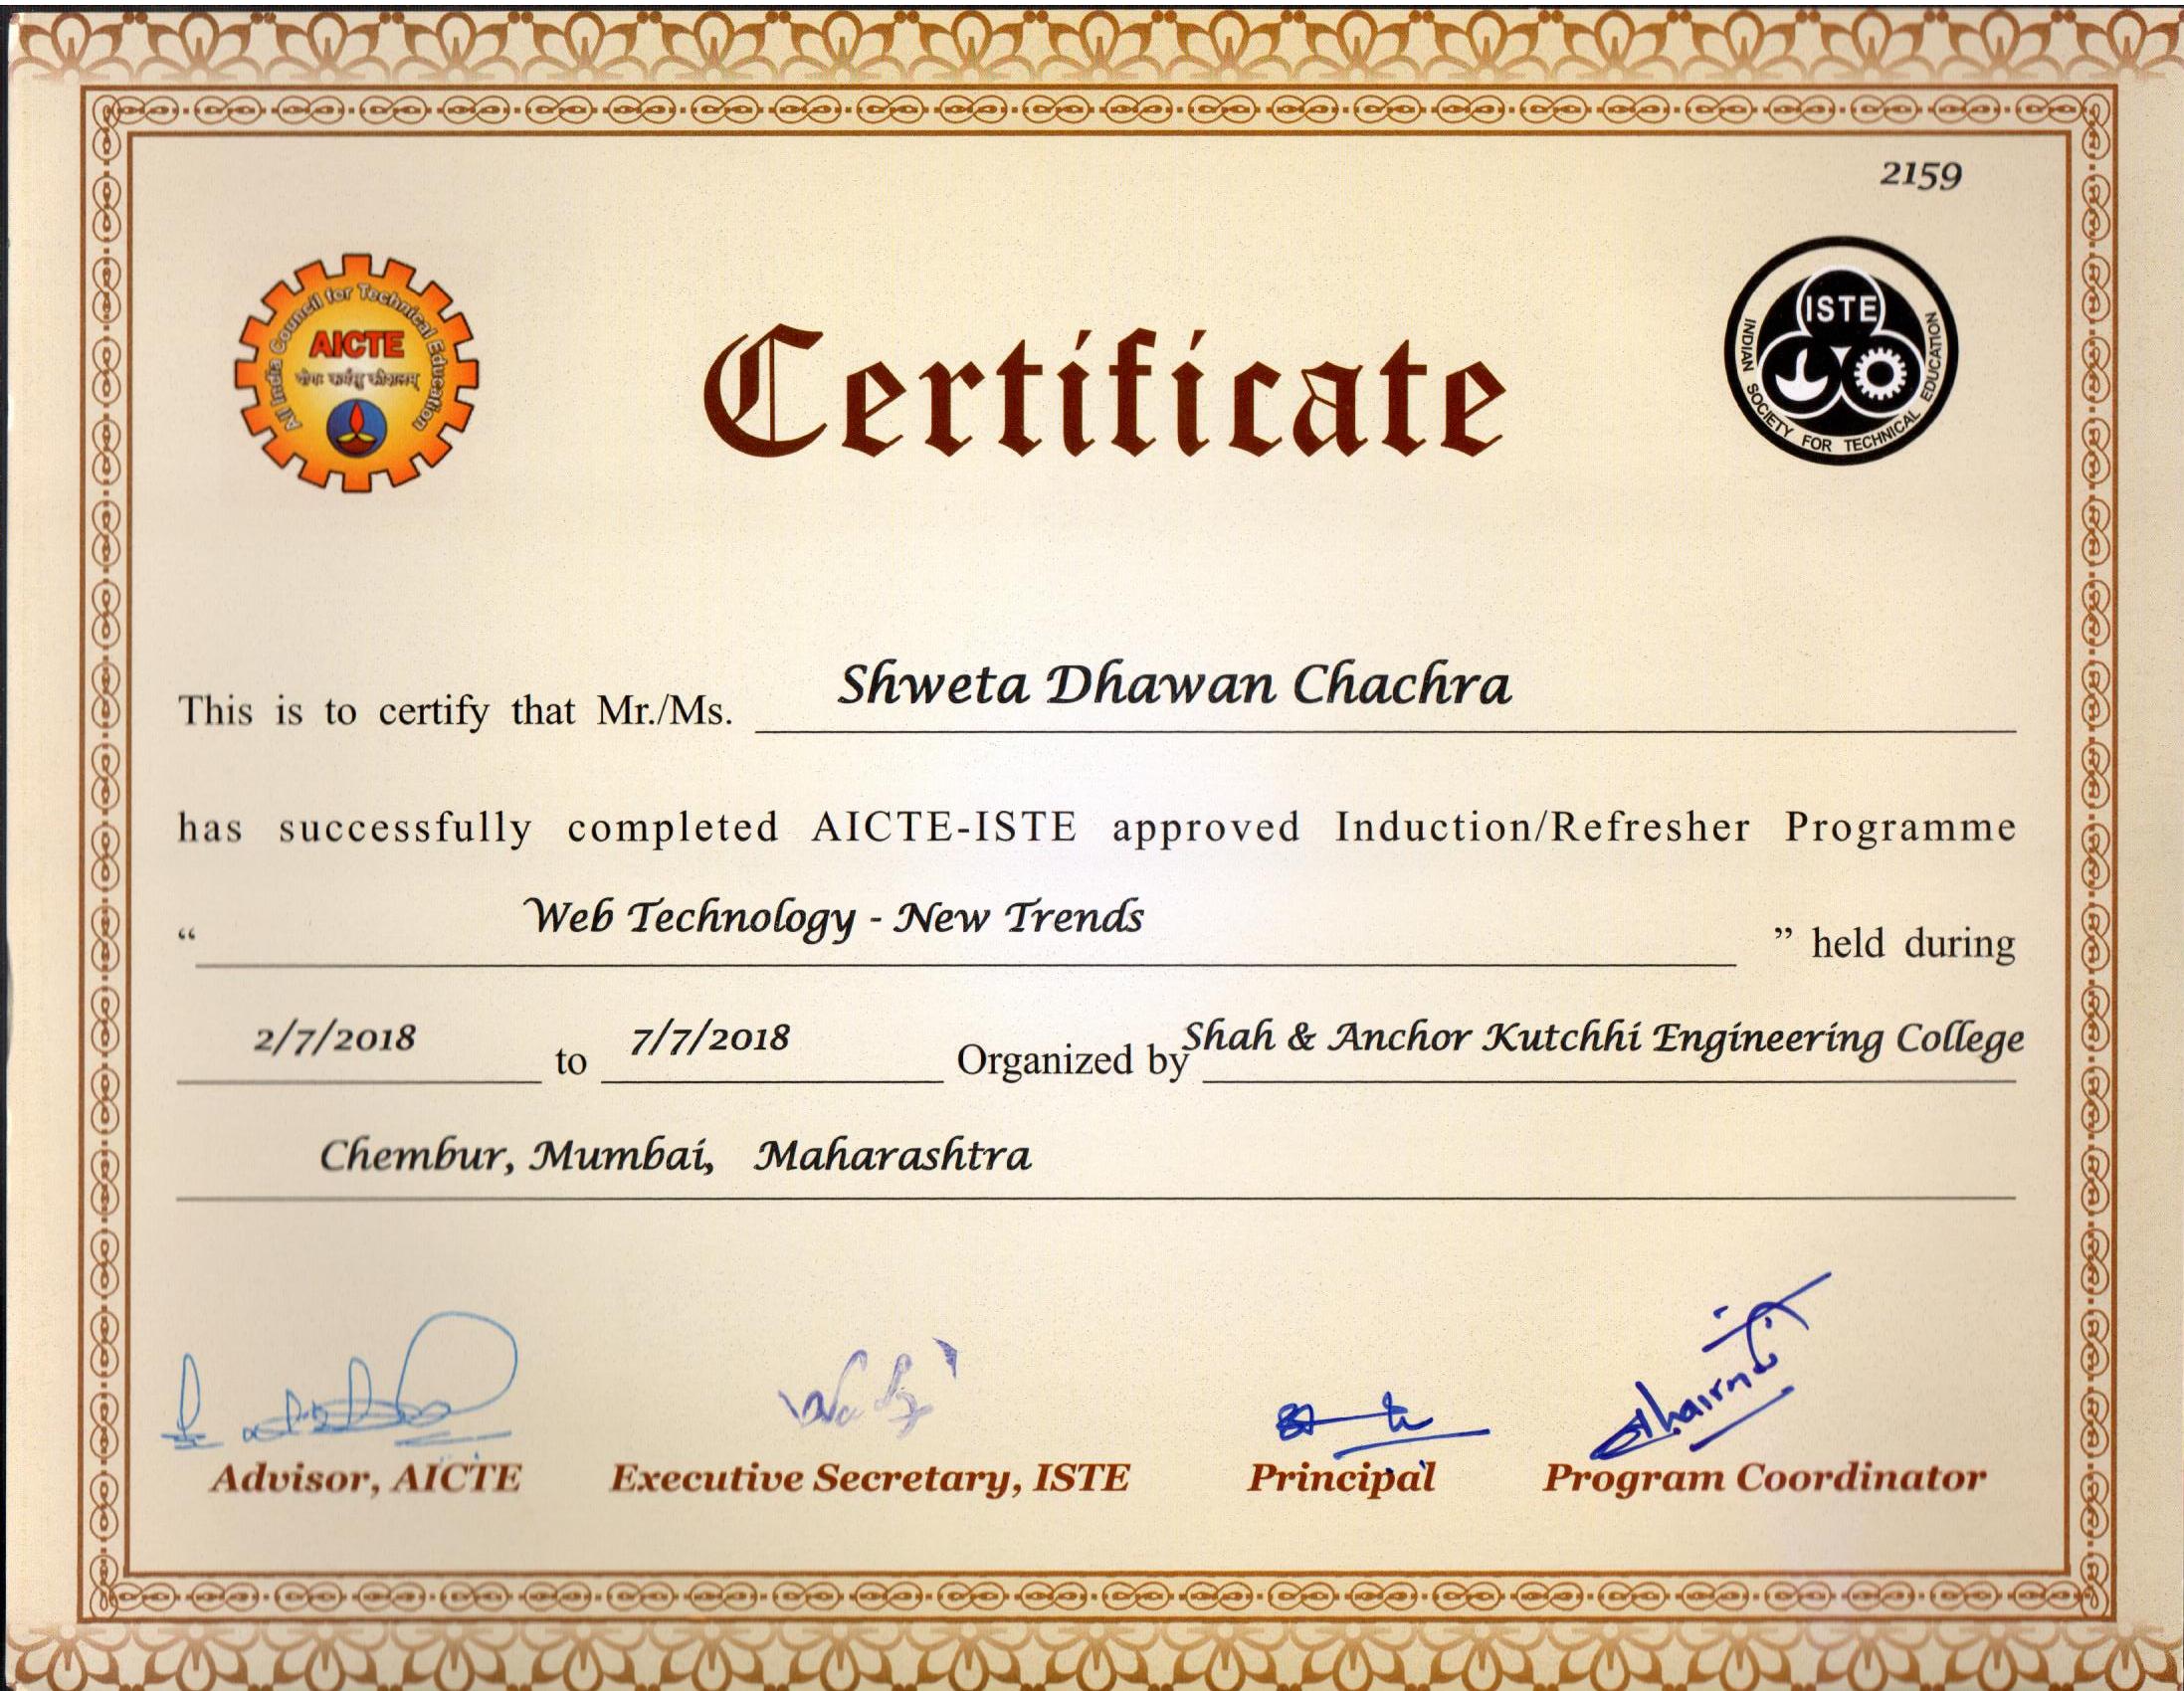 2159
All India Council for Technical Education
AICTE
योगः कर्मसु कौशलम्
ISTE
INDIAN SOCIETY FOR TECHNICAL EDUCATION
Certificate
This is to certify that Mr./Ms. Shweta Dhawan Chachra
has successfully completed AICTE-ISTE approved Induction/Refresher Programme
“ Web Technology - New Trends ” held during
2/7/2018 to 7/7/2018 Organized by Shah & Anchor Kutchhi Engineering College
Chembur, Mumbai, Maharashtra
Advisor, AICTE Executive Secretary, ISTE Principal Program Coordinator